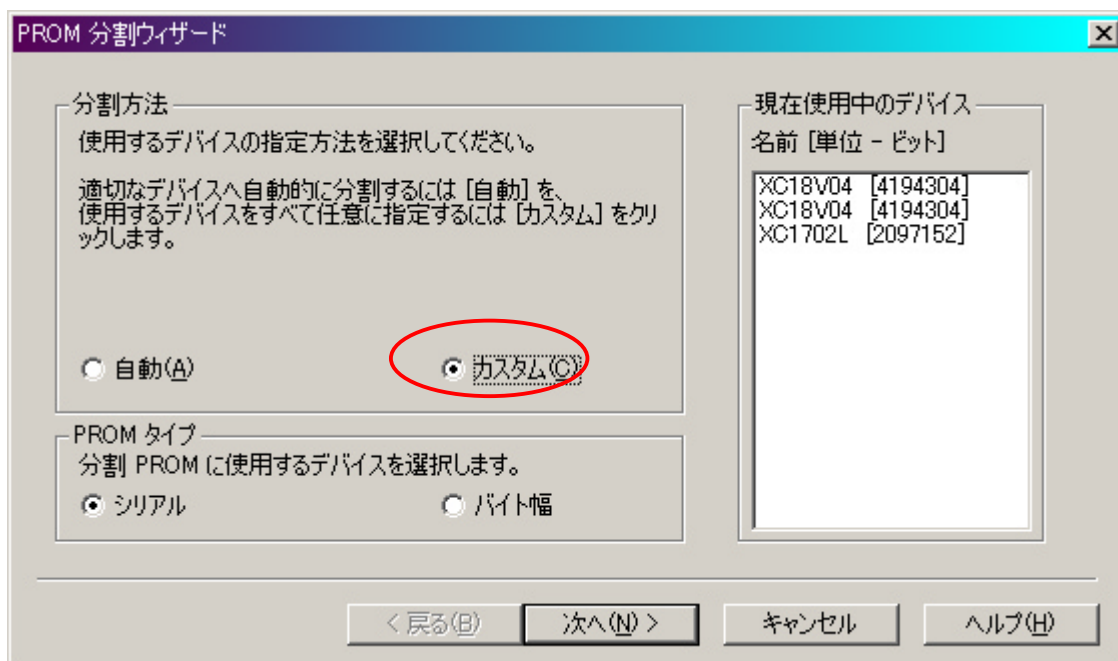 PROM 分割ウィザード
分割方法
使用するデバイスの指定方法を選択してください。
適切なデバイスへ自動的に分割するには [自動] を、
使用するデバイスをすべて任意に指定するには [カスタム] をクリ
ックします。
自動(A)
カスタム(C)
PROM タイプ
分割 PROM に使用するデバイスを選択します。
シリアル
バイト幅
現在使用中のデバイス
名前 [単位 - ビット]
XC18V04 [4194304]
XC18V04 [4194304]
XC1702L [2097152]
< 戻る(B)
次へ(N) >
キャンセル
ヘルプ(H)